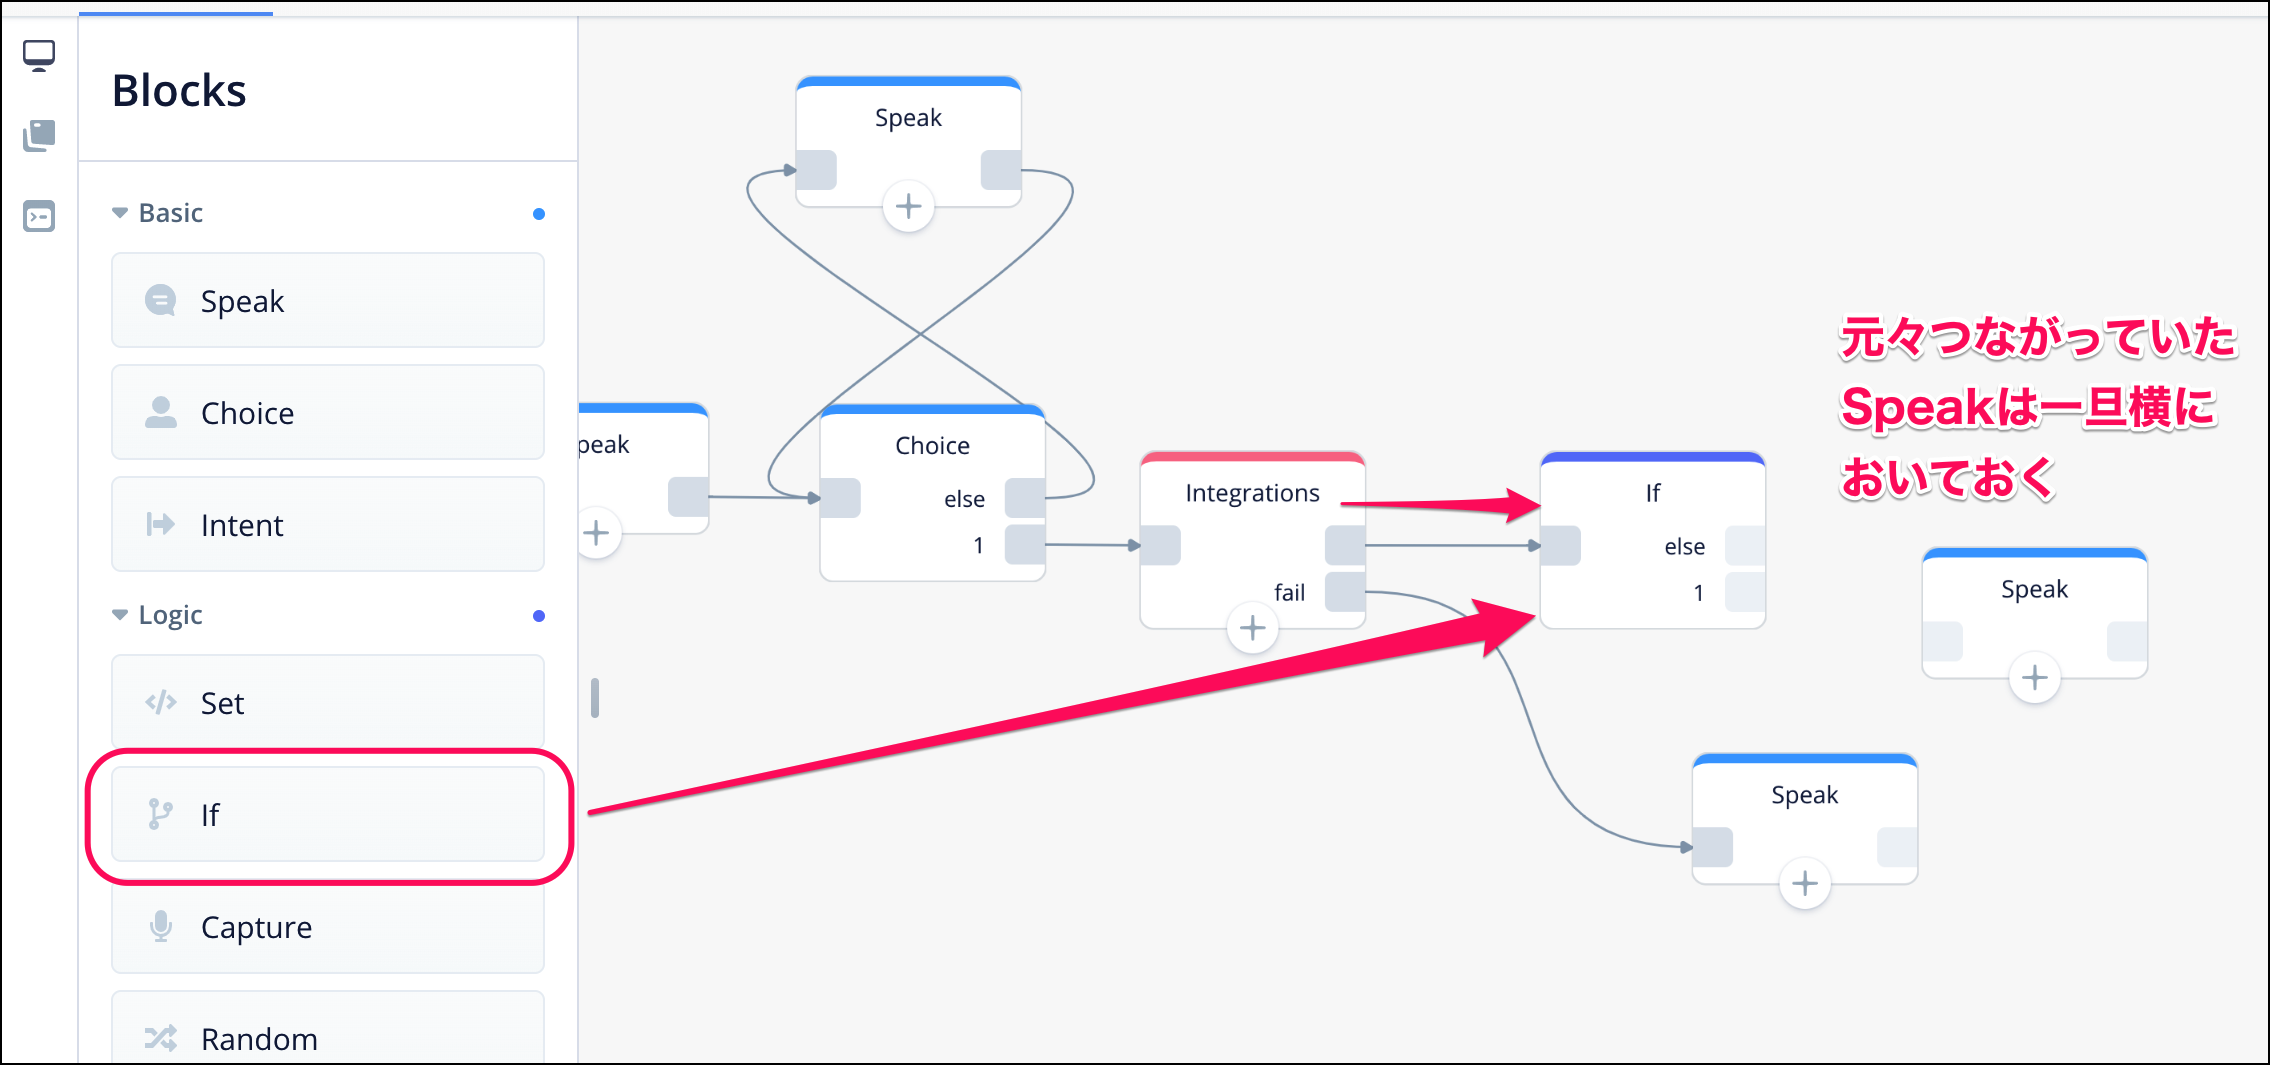 Blocks
Basic
Speak
Choice
Intent
Logic
Set
If
Capture
Random
Speak
peak
Choice
else
1
Integrations
fail
If
else
1
元々つながっていた
Speakは一旦横に
おいておく
Speak
Speak